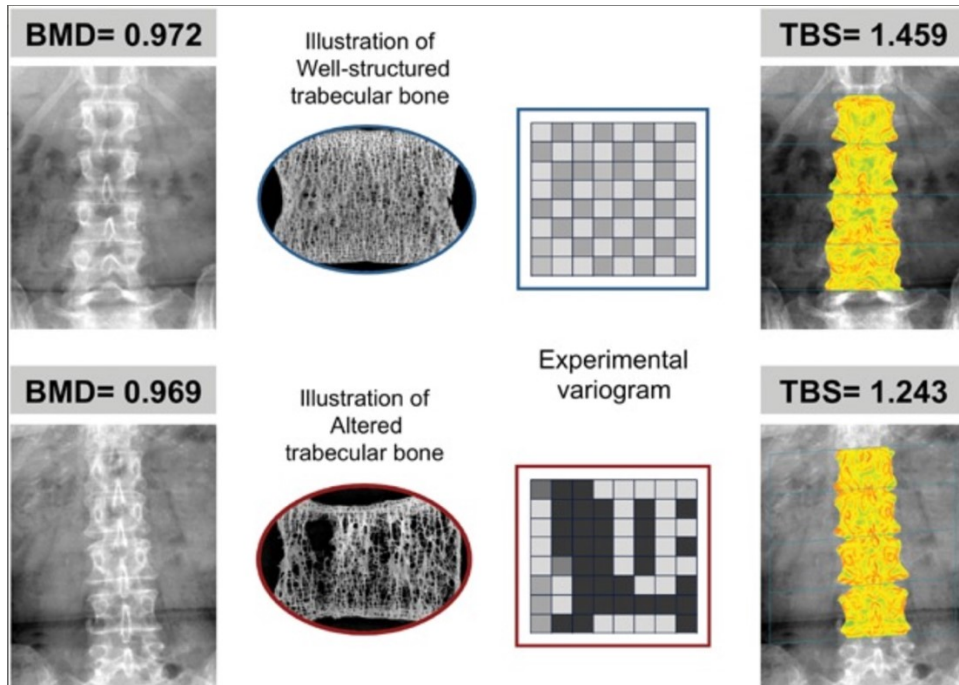 BMD= 0.972
Illustration of
Well-structured
trabecular bone
TBS= 1.459
BMD= 0.969
Illustration of
Altered
trabecular bone
Experimental
variogram
TBS= 1.243